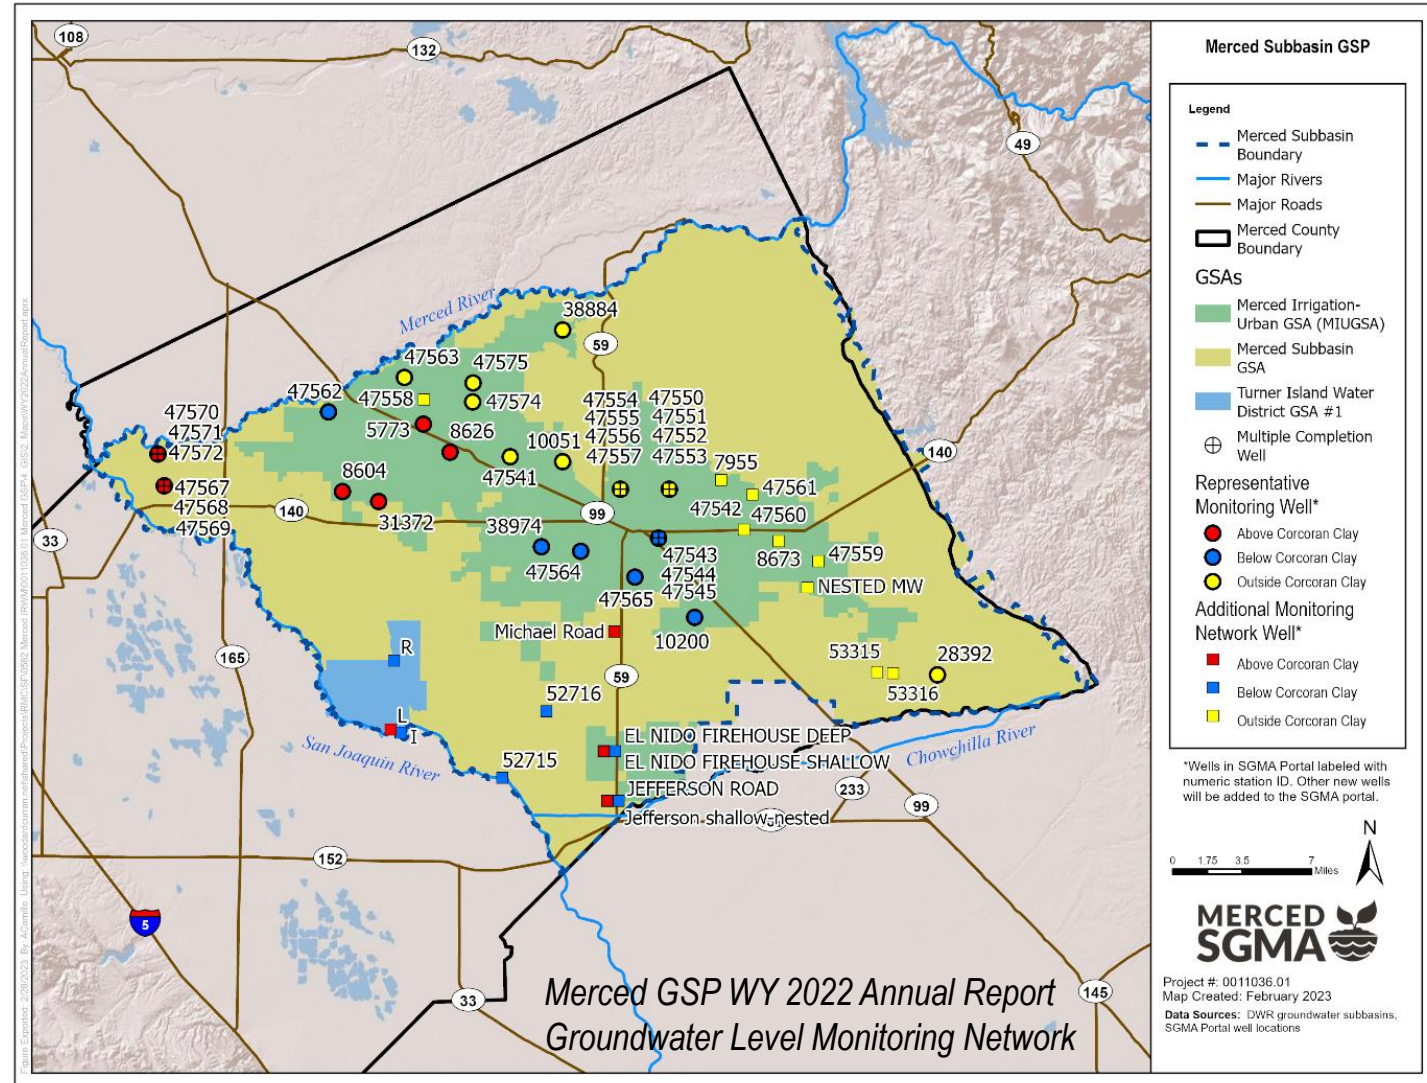 108
132
49
Merced River
38884
59
47563
47575
47562
47558
47574
47554
47555
47556
47557
47550
47551
47552
47553
47570
47571
47572
5773
8626
10051
47541
140
7955
47561
47542
47560
47567
47568
47569
8604
31372
140
99
38974
47564
47543
47544
47545
8673
47559
NESTED MW
33
47565
10200
Michael Road
165
R
59
53315
28392
53316
52716
L
I
San Joaquin River
52715
EL NIDO FIREHOUSE DEEP
EL NIDO FIREHOUSE SHALLOW
JEFFERSON ROAD
Jefferson shallow-nested
Chowchilla River
233
99
152
5
33
145
Merced GSP WY 2022 Annual Report
Groundwater Level Monitoring Network
Merced Subbasin GSP
Legend
Merced Subbasin
Boundary
Major Rivers
Major Roads
Merced County
Boundary
GSAs
Merced Irrigation-
Urban GSA (MIUGSA)
Merced Subbasin
GSA
Turner Island Water
District GSA #1
Multiple Completion
Well
Representative
Monitoring Well*
Above Corcoran Clay
Below Corcoran Clay
Outside Corcoran Clay
Additional Monitoring
Network Well*
Above Corcoran Clay
Below Corcoran Clay
Outside Corcoran Clay
*Wells in SGMA Portal labeled with
numeric station ID. Other new wells
will be added to the SGMA portal.
N
0 1.75 3.5 7
Miles
MERCED
SGMA
Project #: 0011036.01
Map Created: February 2023
Data Sources: DWR groundwater subbasins,
SGMA Portal well locations